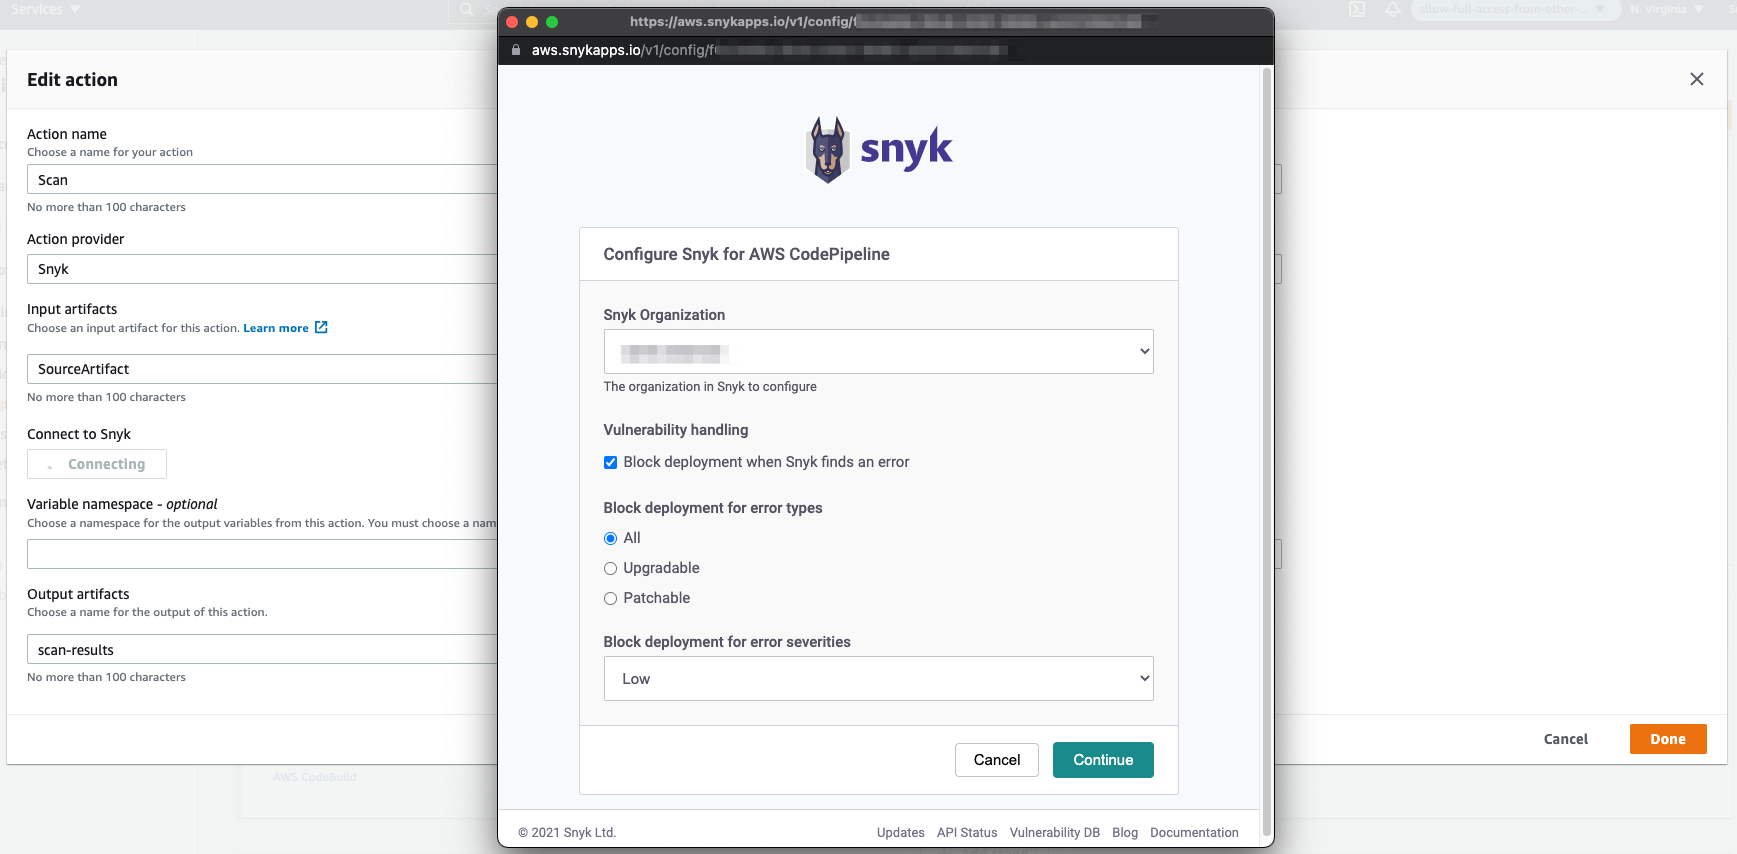 Services ▼
allow-full-access-from-other-... ▼
N. Virginia ▼
https://aws.snykapps.io/v1/config/f
aws.snykapps.io/v1/config/f
Edit action
Action name
Choose a name for your action
Scan
No more than 100 characters
Action provider
Snyk
Input artifacts
Choose an input artifact for this action. Learn more
SourceArtifact
No more than 100 characters
Connect to Snyk
Connecting
Variable namespace - optional
Choose a namespace for the output variables from this action. You must choose a nam
Output artifacts
Choose a name for the output of this action.
scan-results
No more than 100 characters
Cancel
Done
AWS CodeBuild
snyk
Configure Snyk for AWS CodePipeline
Snyk Organization
The organization in Snyk to configure
Vulnerability handling
Block deployment when Snyk finds an error
Block deployment for error types
All
Upgradable
Patchable
Block deployment for error severities
Low
Cancel
Continue
© 2021 Snyk Ltd.
Updates API Status Vulnerability DB Blog Documentation